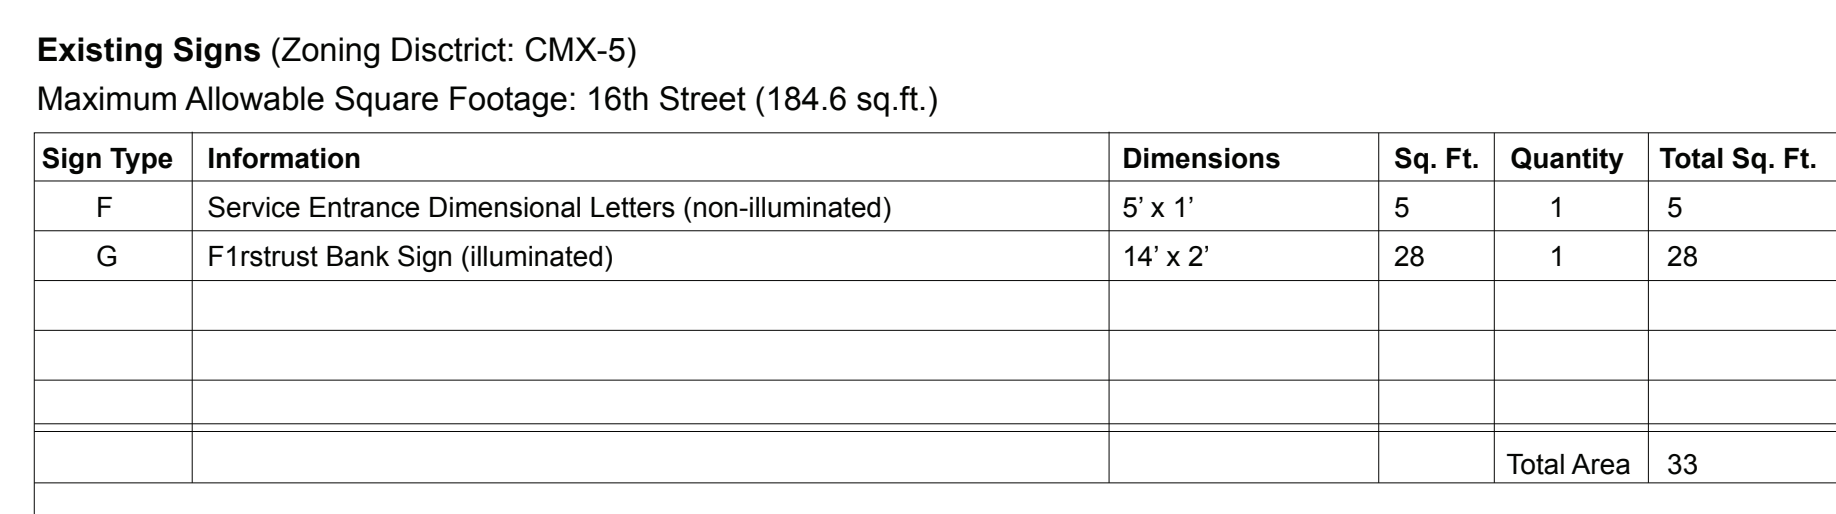 Existing Signs (Zoning Disctrict: CMX-5)
Maximum Allowable Square Footage: 16th Street (184.6 sq.ft.)
Sign Type Information Dimensions Sq. Ft. Quantity Total Sq. Ft.
F Service Entrance Dimensional Letters (non-illuminated) 5’ x 1’ 5 1 5
G F1rstrust Bank Sign (illuminated) 14’ x 2’ 28 1 28
Total Area 33